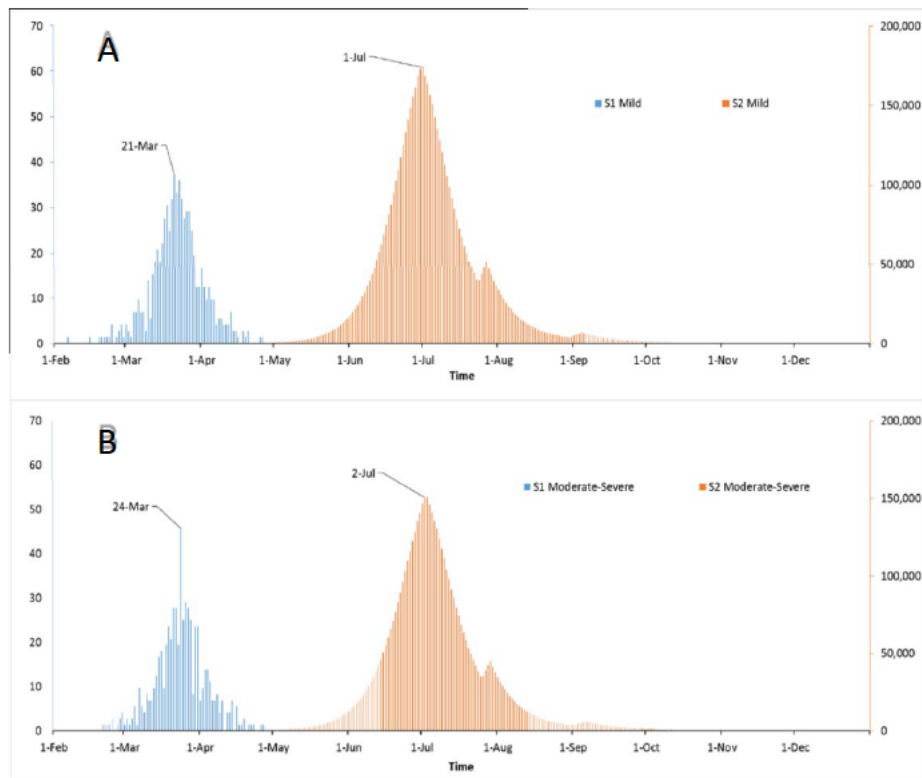 A
70
60
50
40
30
20
10
0
200,000
150,000
100,000
50,000
0
1-Jul
21-Mar
S1 Mild S2 Mild
1-Feb 1-Mar 1-Apr 1-May 1-Jun 1-Jul 1-Aug 1-Sep 1-Oct 1-Nov 1-Dec
Time
B
70
60
50
40
30
20
10
0
200,000
150,000
100,000
50,000
0
2-Jul
24-Mar
S1 Moderate-Severe S2 Moderate-Severe
1-Feb 1-Mar 1-Apr 1-May 1-Jun 1-Jul 1-Aug 1-Sep 1-Oct 1-Nov 1-Dec
Time